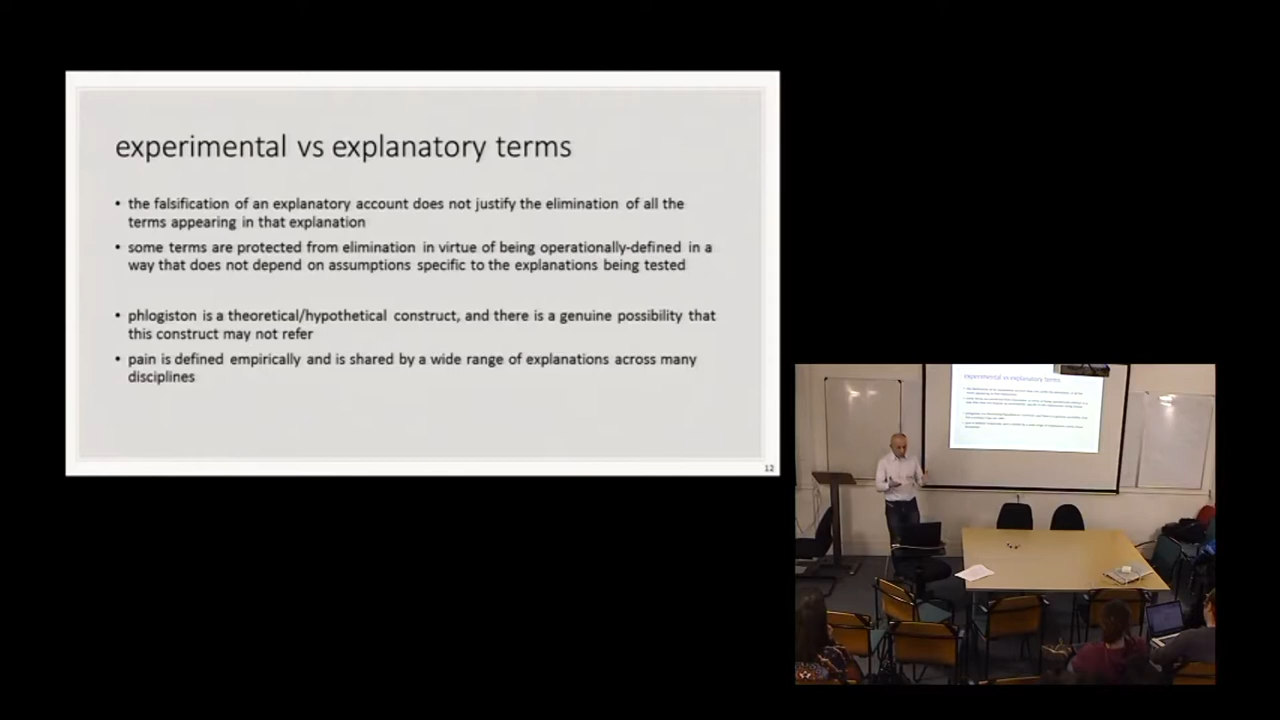 experimental vs explanatory terms
• the falsification of an explanatory account does not justify the elimination of all the
terms appearing in that explanation
• some terms are protected from elimination in virtue of being operationally-defined in a
way that does not depend on assumptions specific to the explanations being tested
• phlogiston is a theoretical/hypothetical construct, and there is a genuine possibility that
this construct may not refer
• pain is defined empirically and is shared by a wide range of explanations across many
disciplines
12
experimental vs explanatory terms